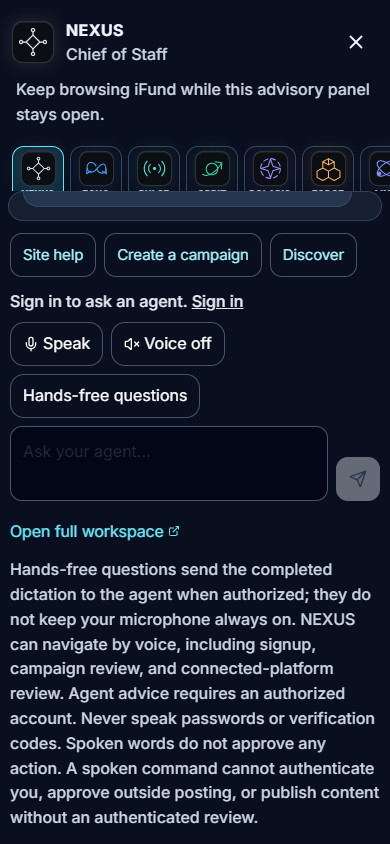 NEXUS
Chief of Staff
Keep browsing iFund while this advisory panel
stays open.
Site help
Create a campaign
Discover
Sign in to ask an agent. Sign in
Speak
Voice off
Hands-free questions
Ask your agent...
Open full workspace
Hands-free questions send the completed
dictation to the agent when authorized; they do
not keep your microphone always on. NEXUS
can navigate by voice, including signup,
campaign review, and connected-platform
review. Agent advice requires an authorized
account. Never speak passwords or verification
codes. Spoken words do not approve any
action. A spoken command cannot authenticate
you, approve outside posting, or publish content
without an authenticated review.